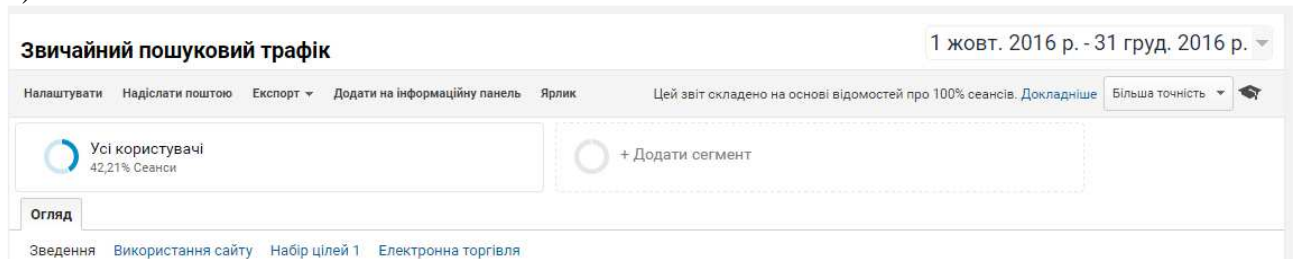 Звичайний пошуковий трафік
1 жовт. 2016 р. - 31 груд. 2016 р.
Налаштувати Надіслати поштою Експорт Додати на інформаційну панель Ярлик Цей звіт складено на основі відомостей про 100% сеансів. Докладніше Більша точність
Усі користувачі
42,21% Сеанси
+ Додати сегмент
Огляд
Зведення Використання сайту Набір цілей 1 Електронна торгівля